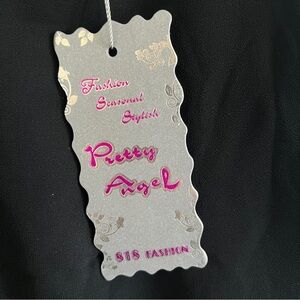 Fashion
Seasonal
Stylish
Pretty
Angel
818 FASHION